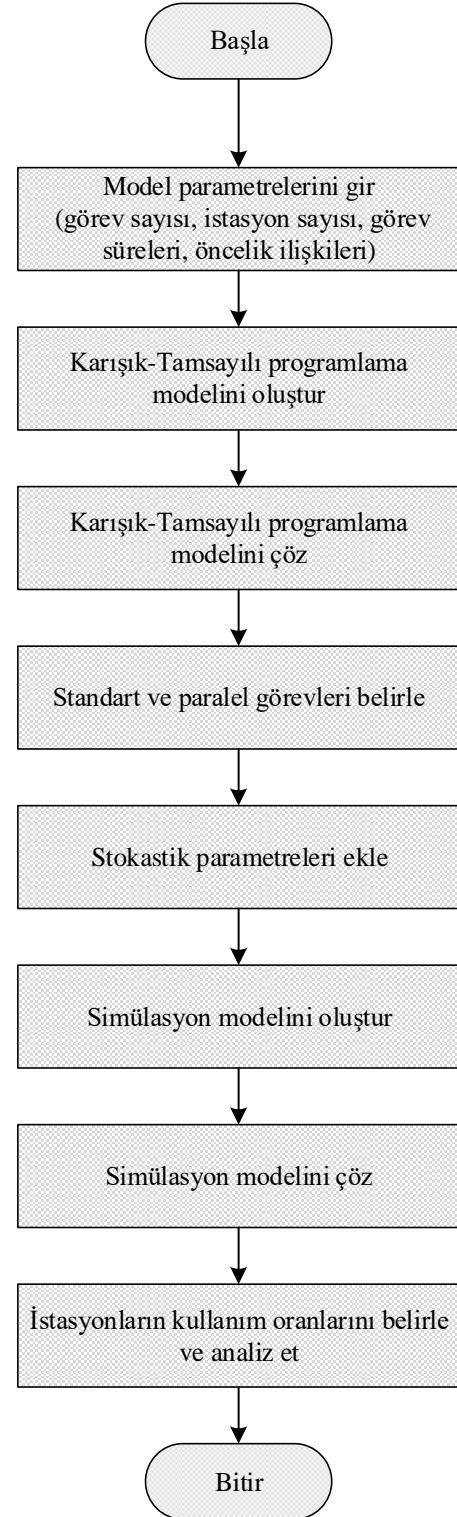 Başla
Model parametrelerini gir
(görev sayısı, istasyon sayısı, görev
süreleri, öncelik ilişkileri)
Karışık-Tamsayılı programlama
modelini oluştur
Karışık-Tamsayılı programlama
modelini çöz
Standart ve paralel görevleri belirle
Stokastik parametreleri ekle
Simülasyon modelini oluştur
Simülasyon modelini çöz
İstasyonların kullanım oranlarını belirle
ve analiz et
Bitir